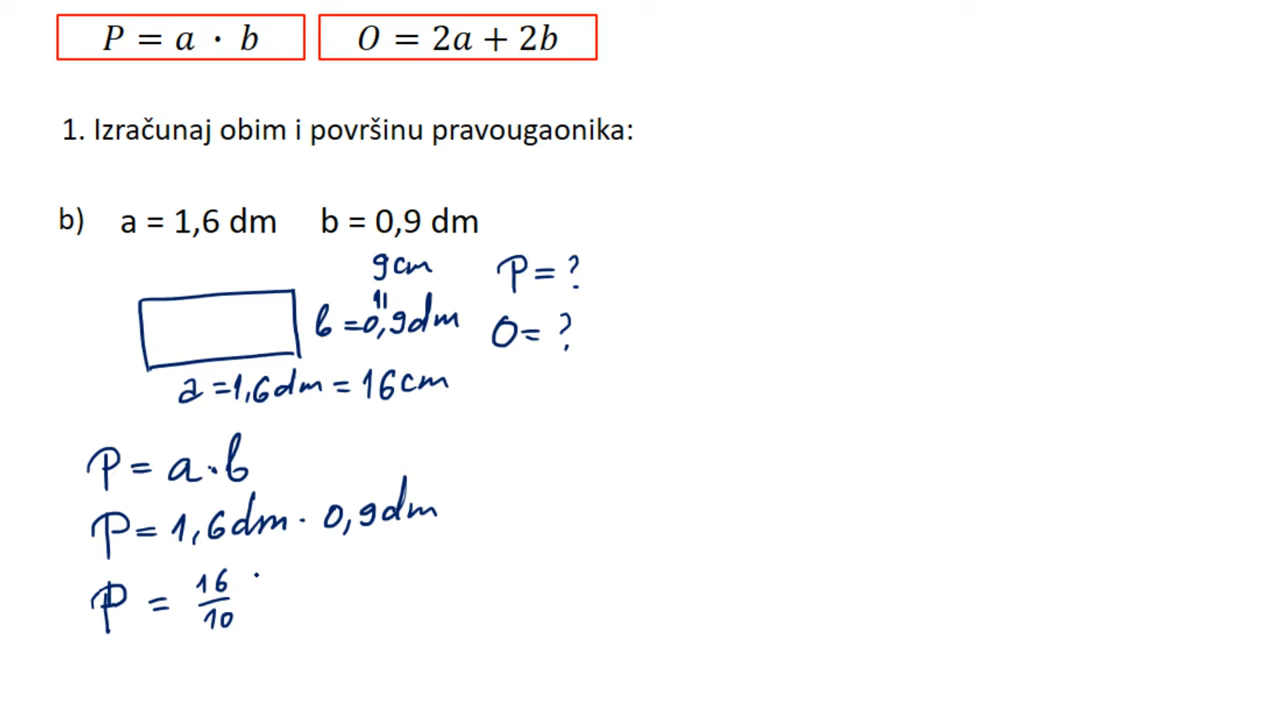 P = a · b
O = 2a + 2b
1. Izračunaj obim i površinu pravougaonika:
b) a = 1,6 dm b = 0,9 dm
9cm
P = ?
b = 0,9dm
O = ?
a = 1,6dm = 16cm
P = a · b
P = 1,6dm · 0,9dm
P = 16/10 ·